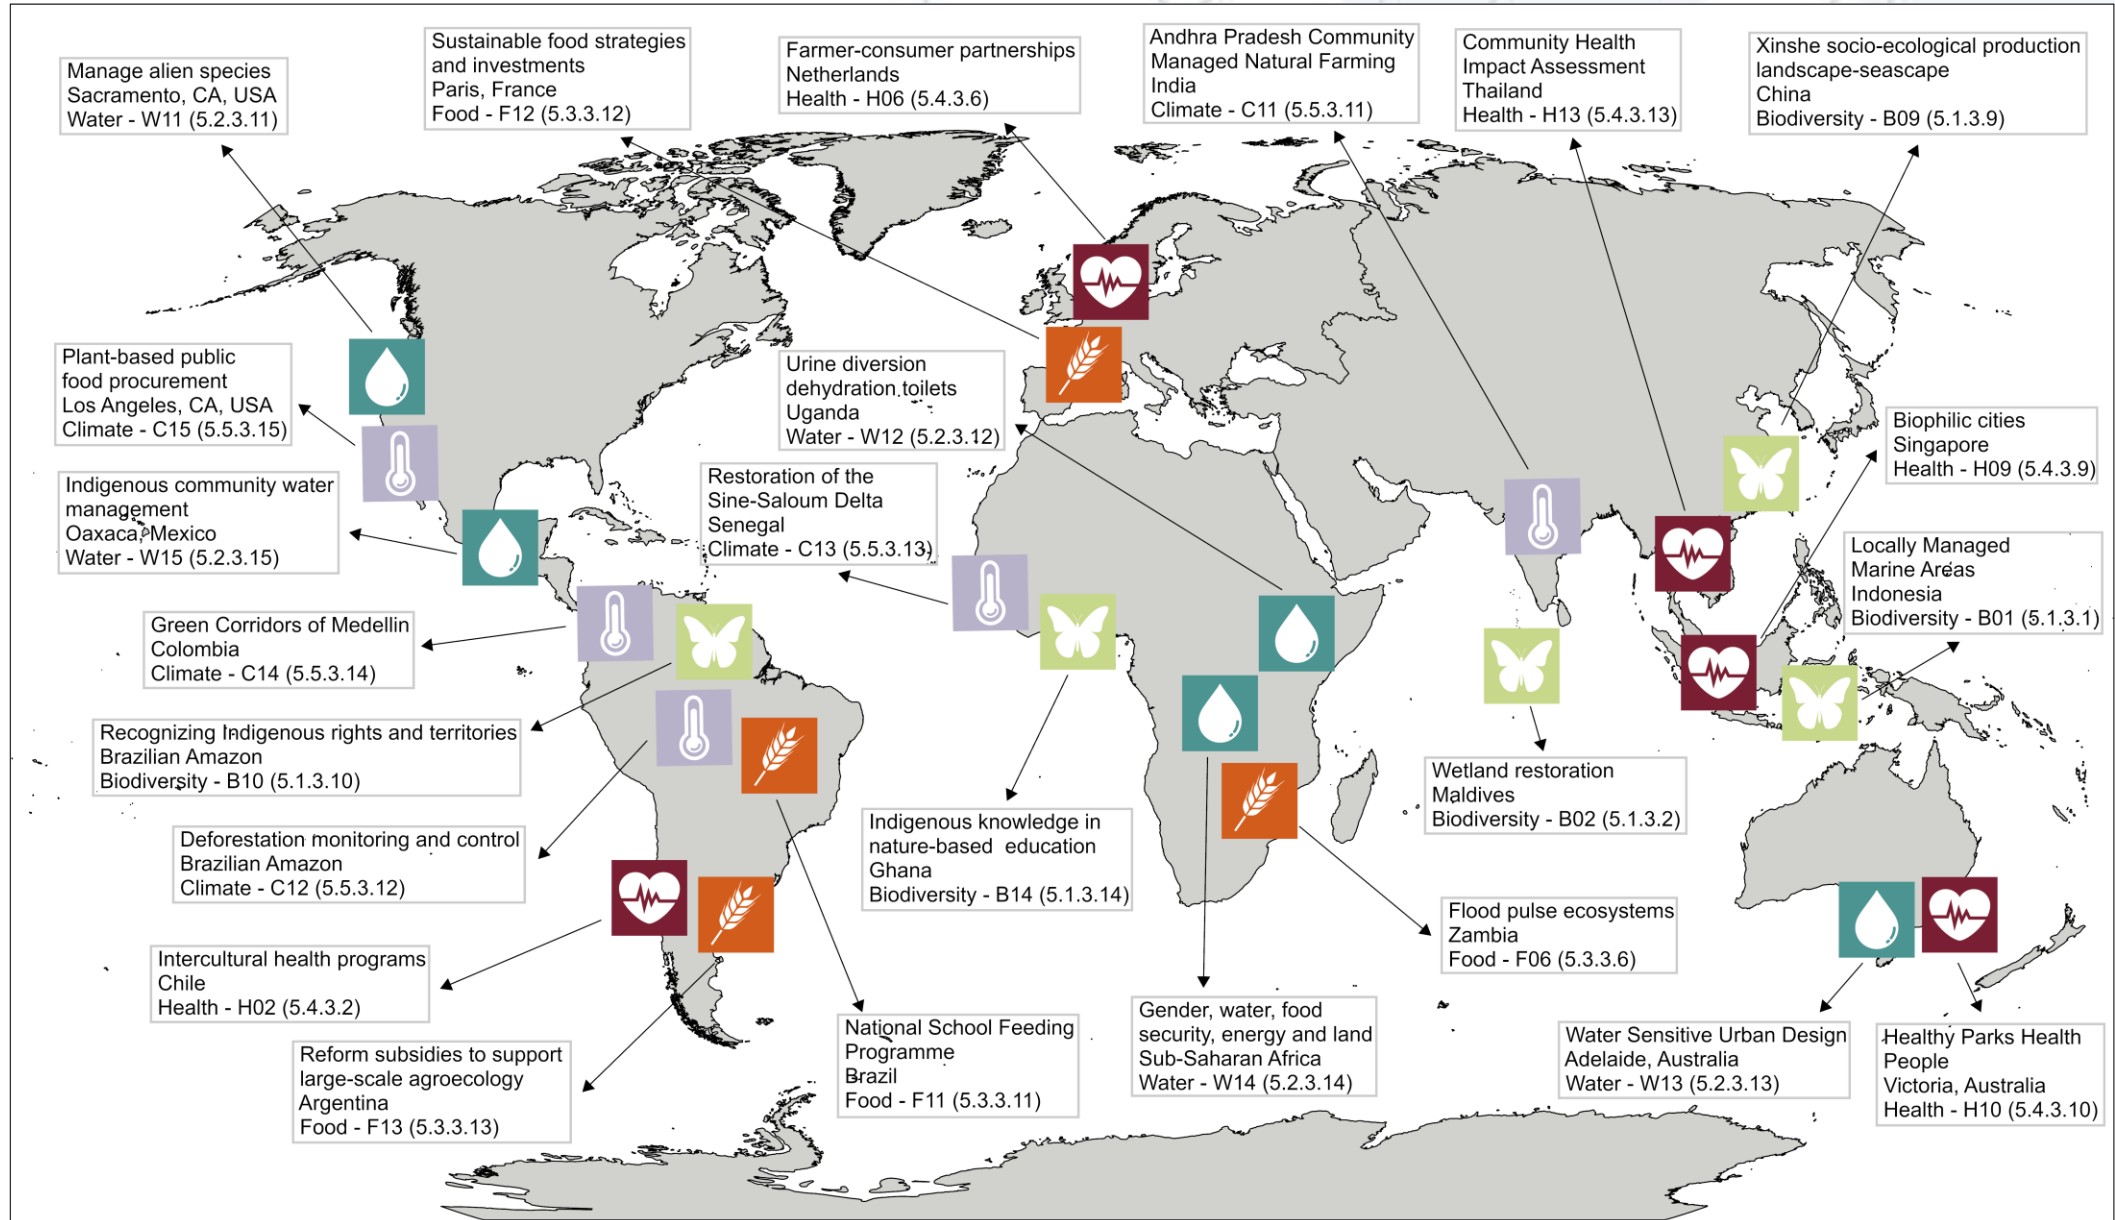 Manage alien species
Sacramento, CA, USA
Water - W11 (5.2.3.11)
Sustainable food strategies
and investments
Paris, France
Food - F12 (5.3.3.12)
Farmer-consumer partnerships
Netherlands
Health - H06 (5.4.3.6)
Andhra Pradesh Community
Managed Natural Farming
India
Climate - C11 (5.5.3.11)
Community Health
Impact Assessment
Thailand
Health - H13 (5.4.3.13)
Xinshe socio-ecological production
landscape-seascape
China
Biodiversity - B09 (5.1.3.9)
Plant-based public
food procurement
Los Angeles, CA, USA
Climate - C15 (5.5.3.15)
Urine diversion
dehydration toilets
Uganda
Water - W12 (5.2.3.12)
Biophilic cities
Singapore
Health - H09 (5.4.3.9)
Indigenous community water
management
Oaxaca, Mexico
Water - W15 (5.2.3.15)
Restoration of the
Sine-Saloum Delta
Senegal
Climate - C13 (5.5.3.13)
Locally Managed
Marine Areas
Indonesia
Biodiversity - B01 (5.1.3.1)
Green Corridors of Medellin
Colombia
Climate - C14 (5.5.3.14)
Recognizing Indigenous rights and territories
Brazilian Amazon
Biodiversity - B10 (5.1.3.10)
Wetland restoration
Maldives
Biodiversity - B02 (5.1.3.2)
Deforestation monitoring and control
Brazilian Amazon
Climate - C12 (5.5.3.12)
Indigenous knowledge in
nature-based education
Ghana
Biodiversity - B14 (5.1.3.14)
Flood pulse ecosystems
Zambia
Food - F06 (5.3.3.6)
Intercultural health programs
Chile
Health - H02 (5.4.3.2)
Reform subsidies to support
large-scale agroecology
Argentina
Food - F13 (5.3.3.13)
National School Feeding
Programme
Brazil
Food - F11 (5.3.3.11)
Gender, water, food
security, energy and land
Sub-Saharan Africa
Water - W14 (5.2.3.14)
Water Sensitive Urban Design
Adelaide, Australia
Water - W13 (5.2.3.13)
Healthy Parks Health
People
Victoria, Australia
Health - H10 (5.4.3.10)